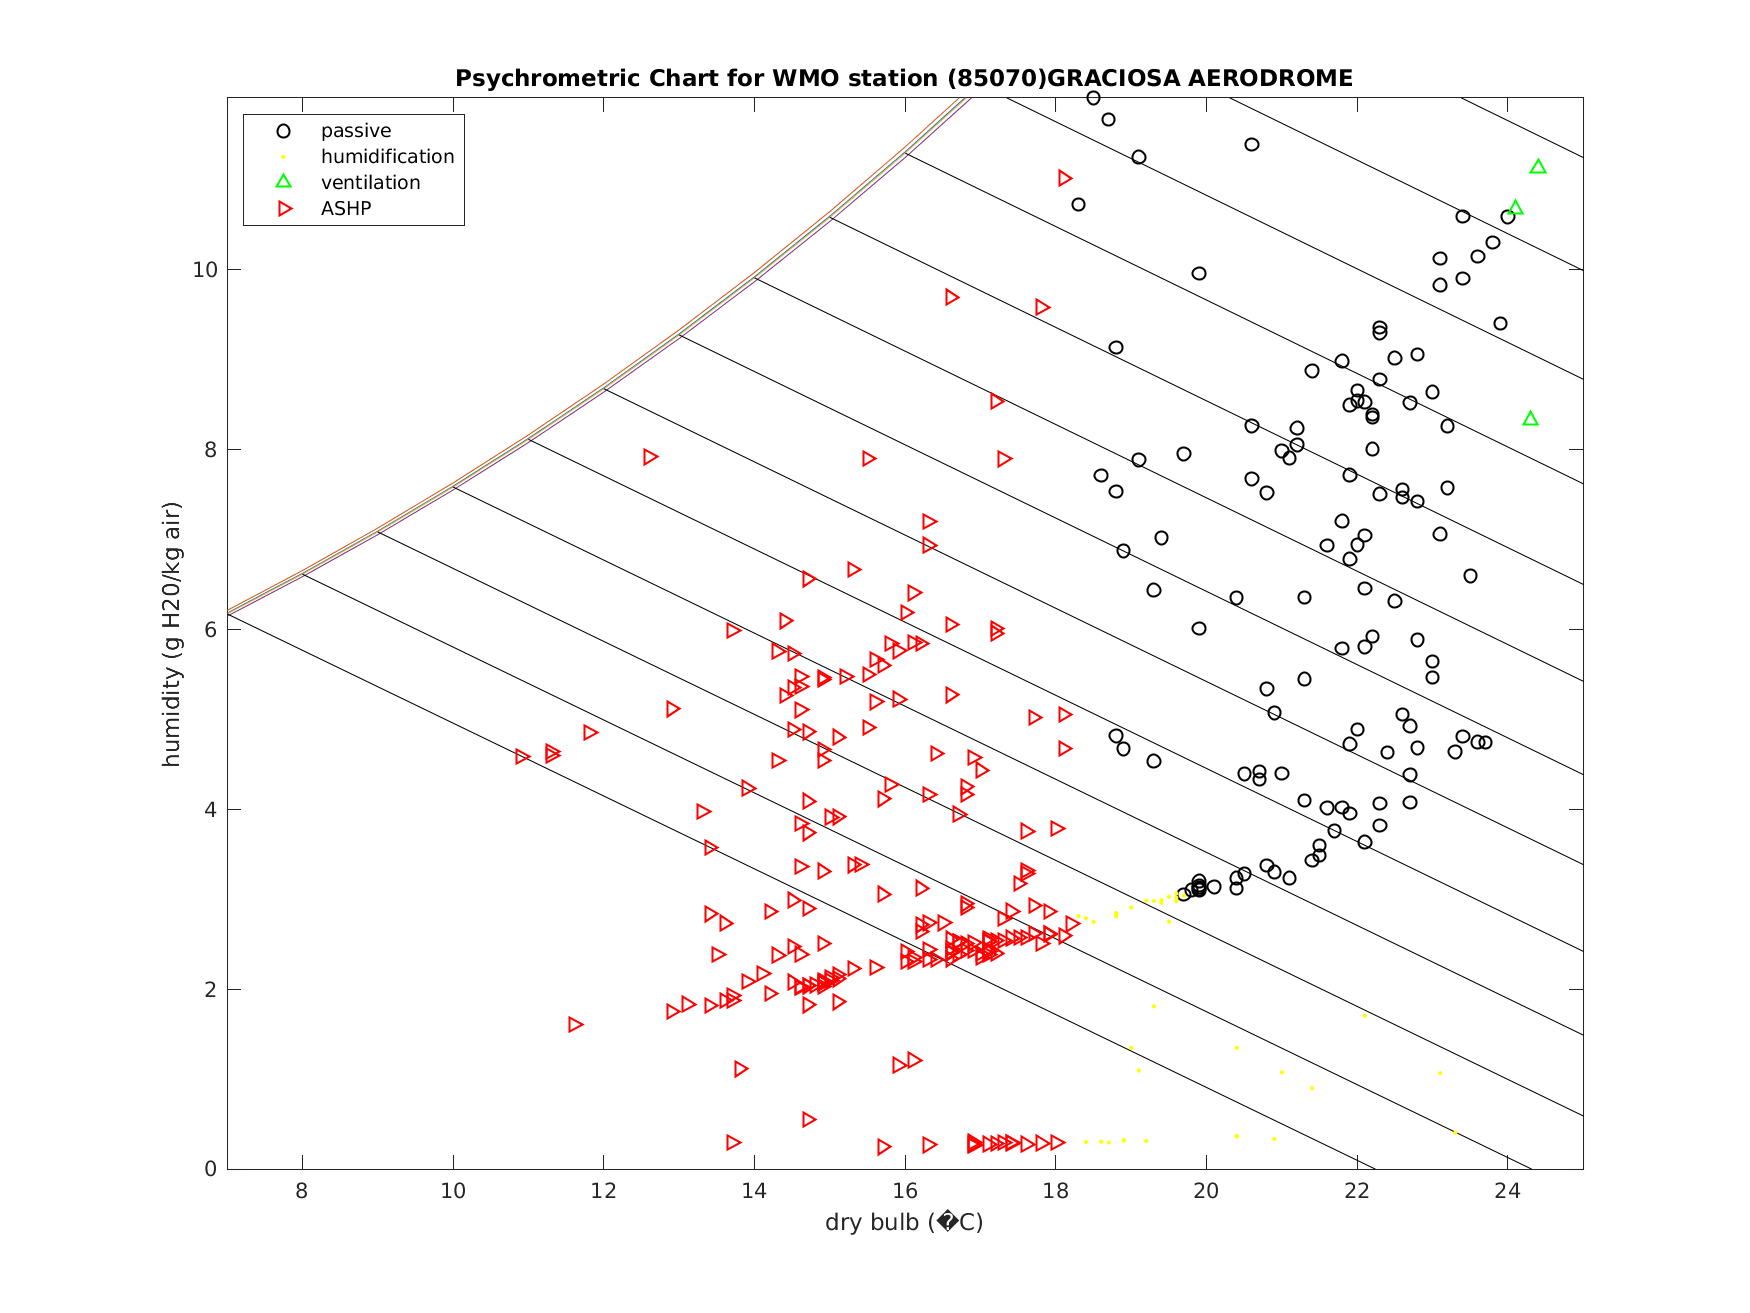 Psychrometric Chart for WMO station (85070)GRACIOSA AERODROME
passive
humidification
ventilation
ASHP
10
8
6
4
2
0
humidity (g H20/kg air)
8 10 12 14 16 18 20 22 24
dry bulb (�C)